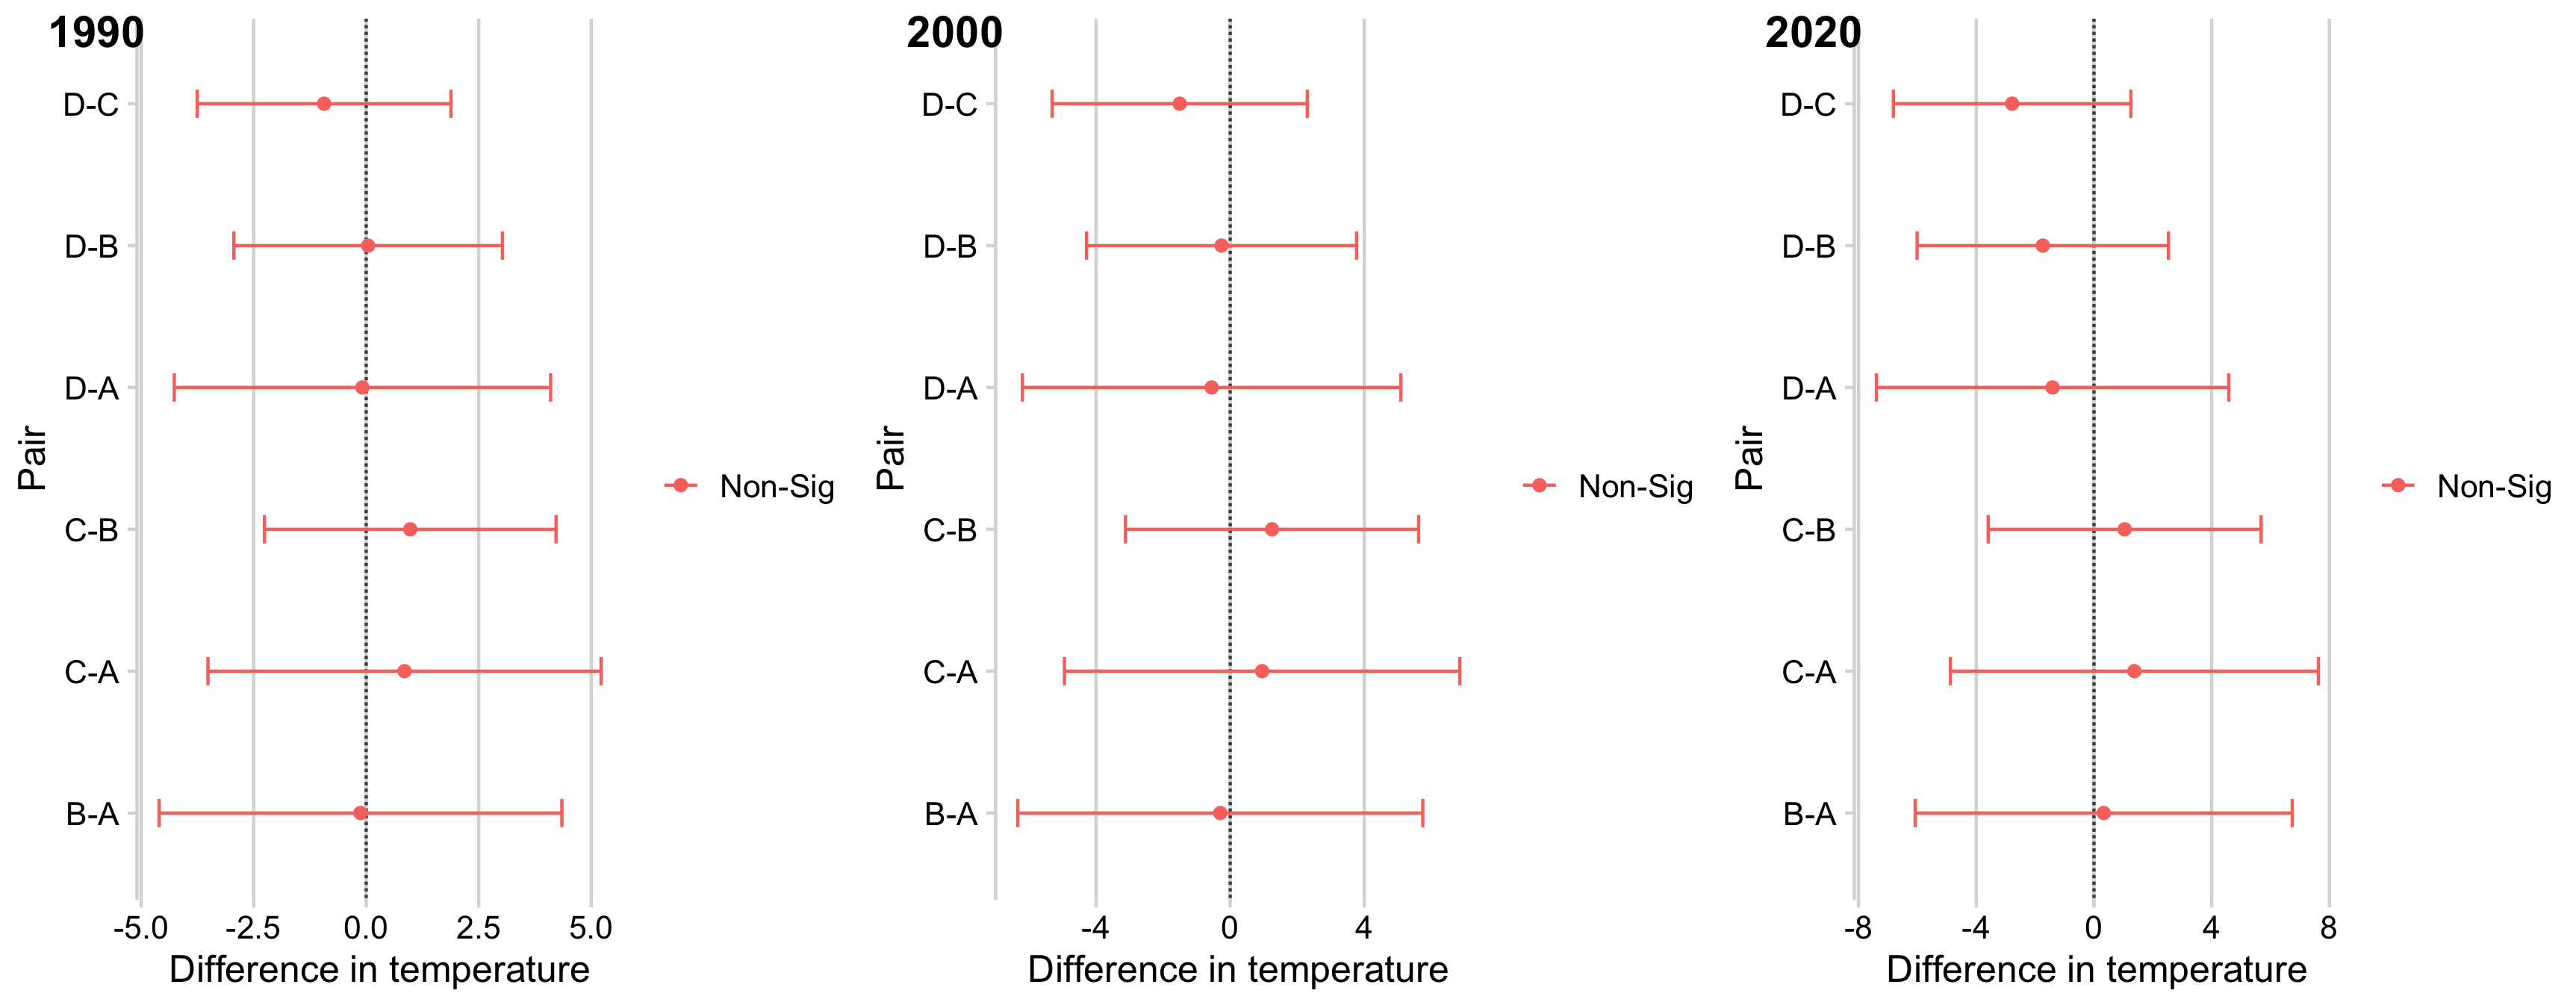 1990
D-C
D-B
D-A
C-B
C-A
B-A
Pair
-5.0 -2.5 0.0 2.5 5.0
Difference in temperature
Non-Sig
2000
D-C
D-B
D-A
C-B
C-A
B-A
Pair
-4 0 4
Difference in temperature
Non-Sig
2020
D-C
D-B
D-A
C-B
C-A
B-A
Pair
-8 -4 0 4 8
Difference in temperature
Non-Sig